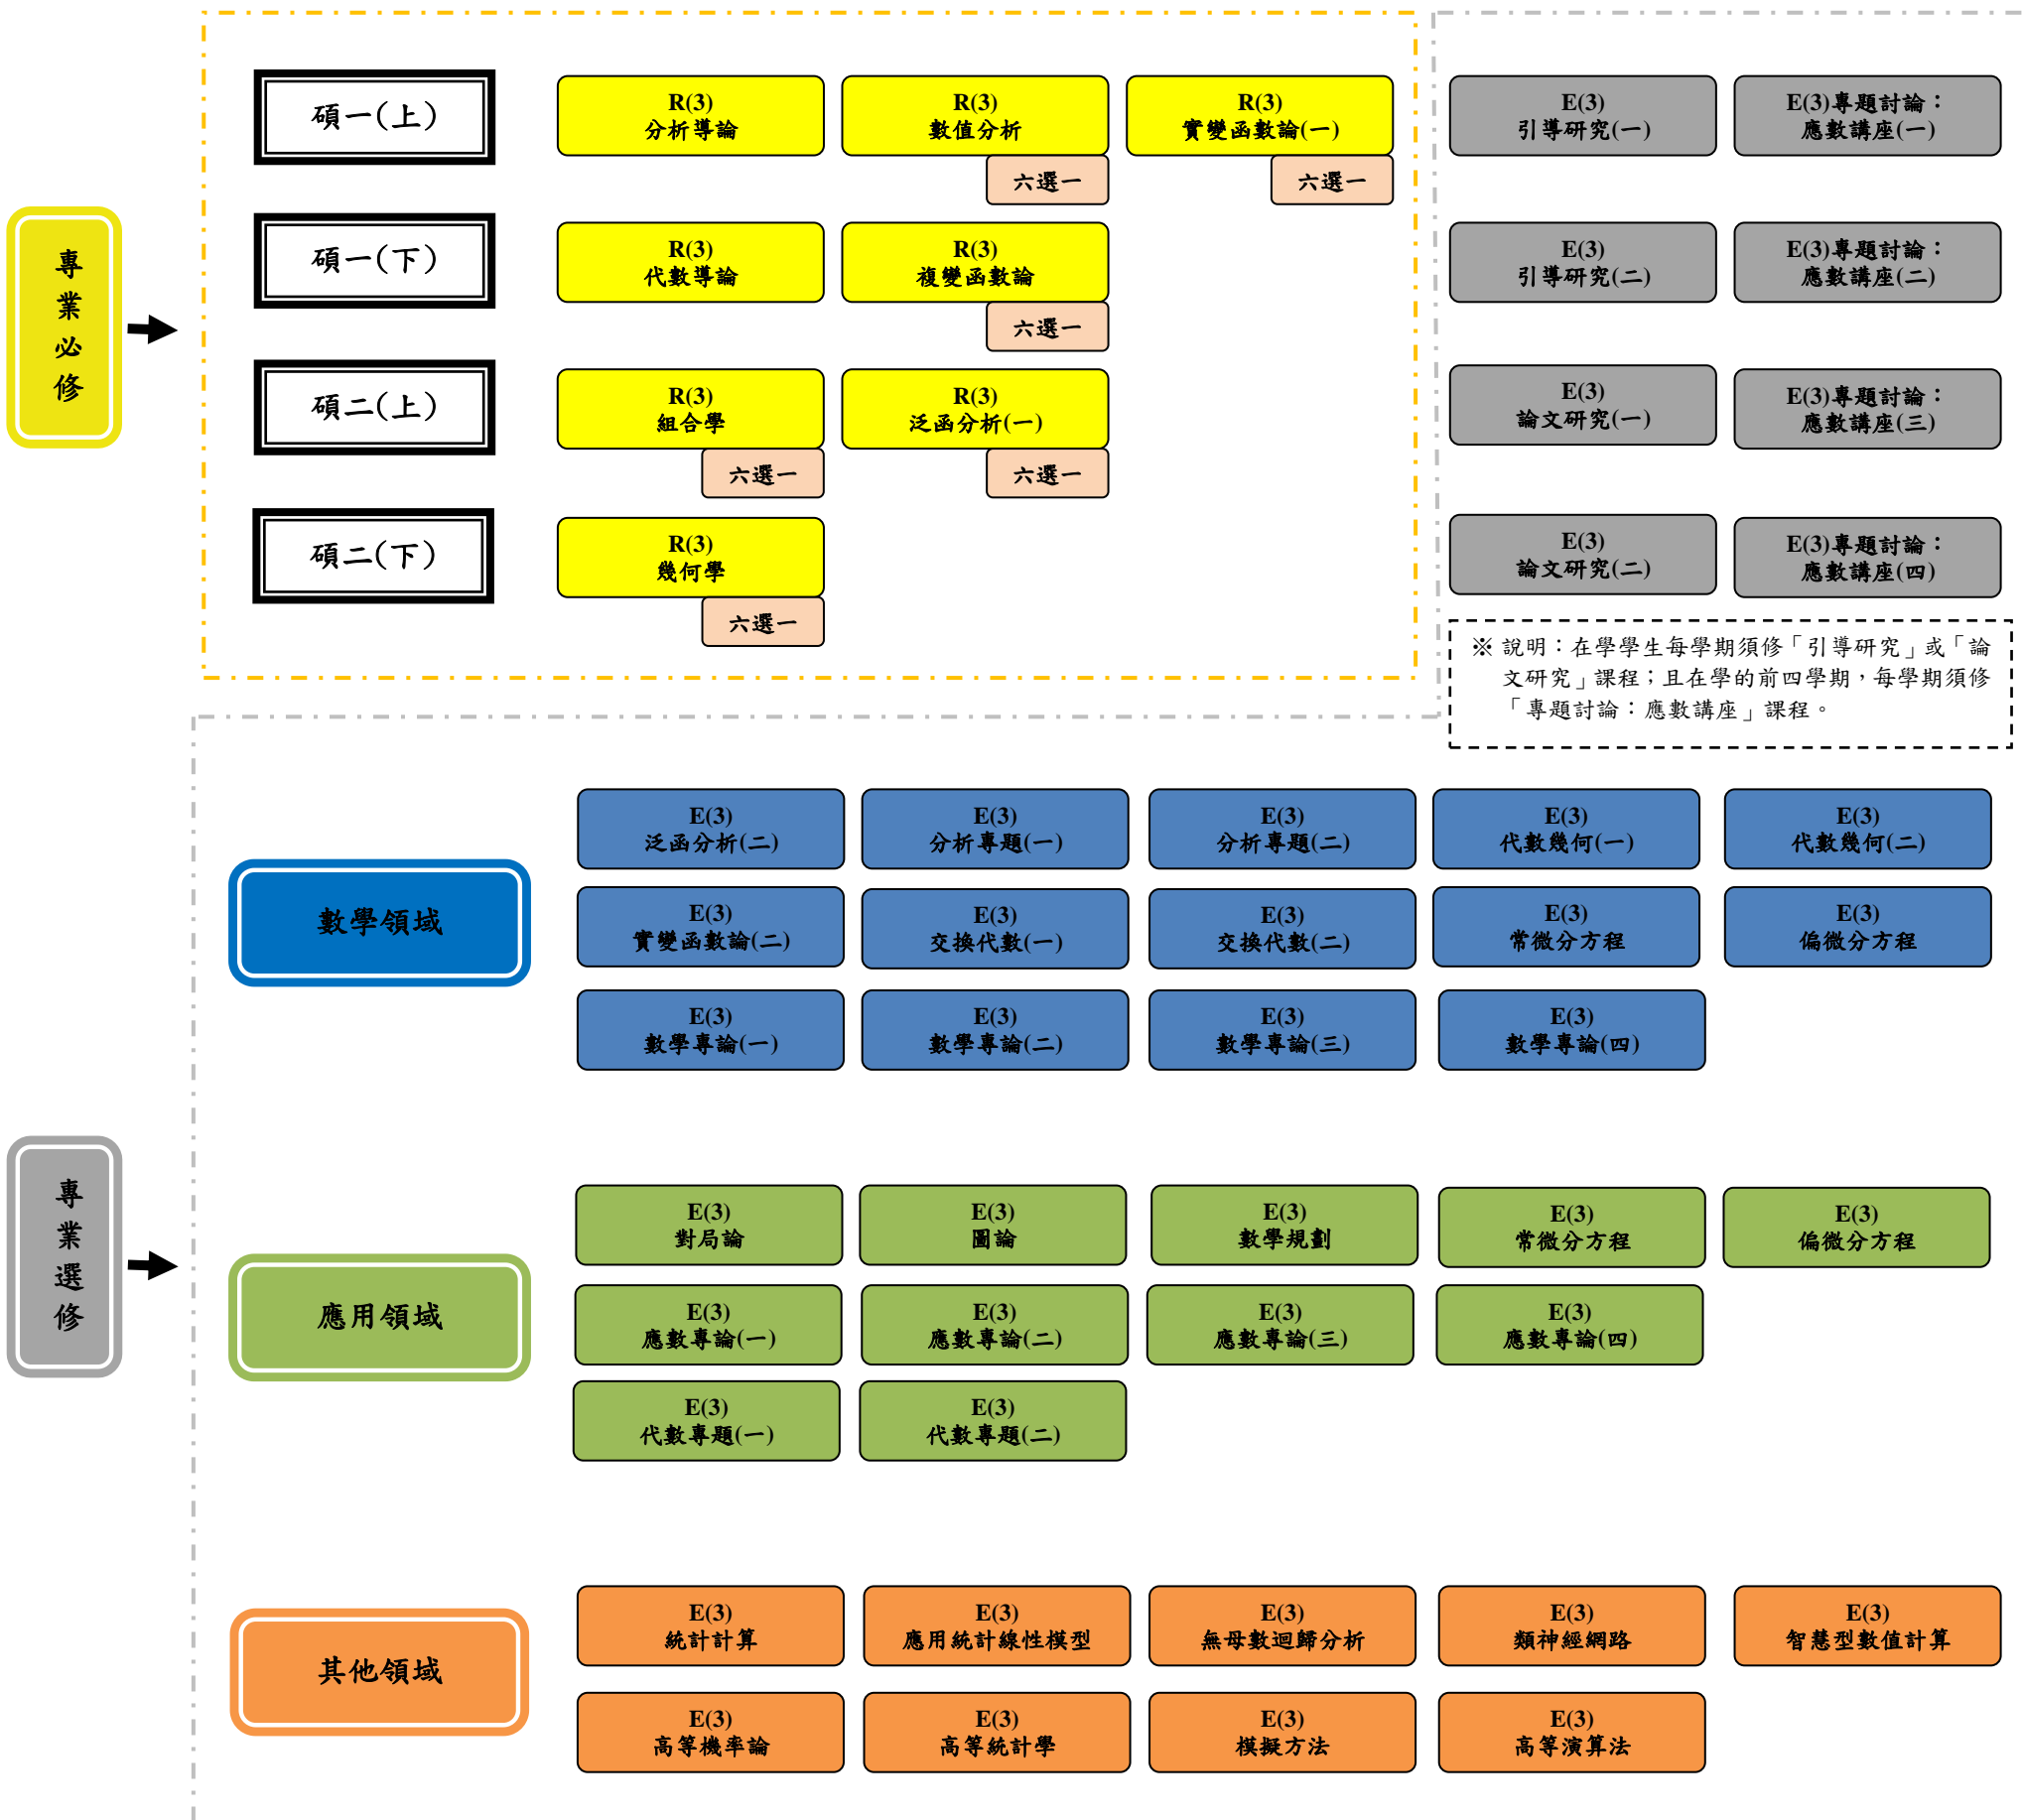 專業必修
碩一(上)
R(3)
分析導論
R(3)
數值分析
六選一
R(3)
實變函數論(一)
六選一
E(3)
引導研究(一)
E(3)專題討論：
應數講座(一)
碩一(下)
R(3)
代數導論
R(3)
複變函數論
六選一
E(3)
引導研究(二)
E(3)專題討論：
應數講座(二)
碩二(上)
R(3)
組合學
六選一
R(3)
泛函分析(一)
六選一
E(3)
論文研究(一)
E(3)專題討論：
應數講座(三)
碩二(下)
R(3)
幾何學
六選一
E(3)
論文研究(二)
E(3)專題討論：
應數講座(四)
※ 說明：在學學生每學期須修「引導研究」或「論
文研究」課程；且在學的前四學期，每學期須修
「專題討論：應數講座」課程。
專業選修
數學領域
E(3)
泛函分析(二)
E(3)
分析專題(一)
E(3)
分析專題(二)
E(3)
代數幾何(一)
E(3)
代數幾何(二)
E(3)
實變函數論(二)
E(3)
交換代數(一)
E(3)
交換代數(二)
E(3)
常微分方程
E(3)
偏微分方程
E(3)
數學專論(一)
E(3)
數學專論(二)
E(3)
數學專論(三)
E(3)
數學專論(四)
應用領域
E(3)
對局論
E(3)
圖論
E(3)
數學規劃
E(3)
常微分方程
E(3)
偏微分方程
E(3)
應數專論(一)
E(3)
應數專論(二)
E(3)
應數專論(三)
E(3)
應數專論(四)
E(3)
代數專題(一)
E(3)
代數專題(二)
其他領域
E(3)
統計計算
E(3)
應用統計線性模型
E(3)
無母數迴歸分析
E(3)
類神經網路
E(3)
智慧型數值計算
E(3)
高等機率論
E(3)
高等統計學
E(3)
模擬方法
E(3)
高等演算法